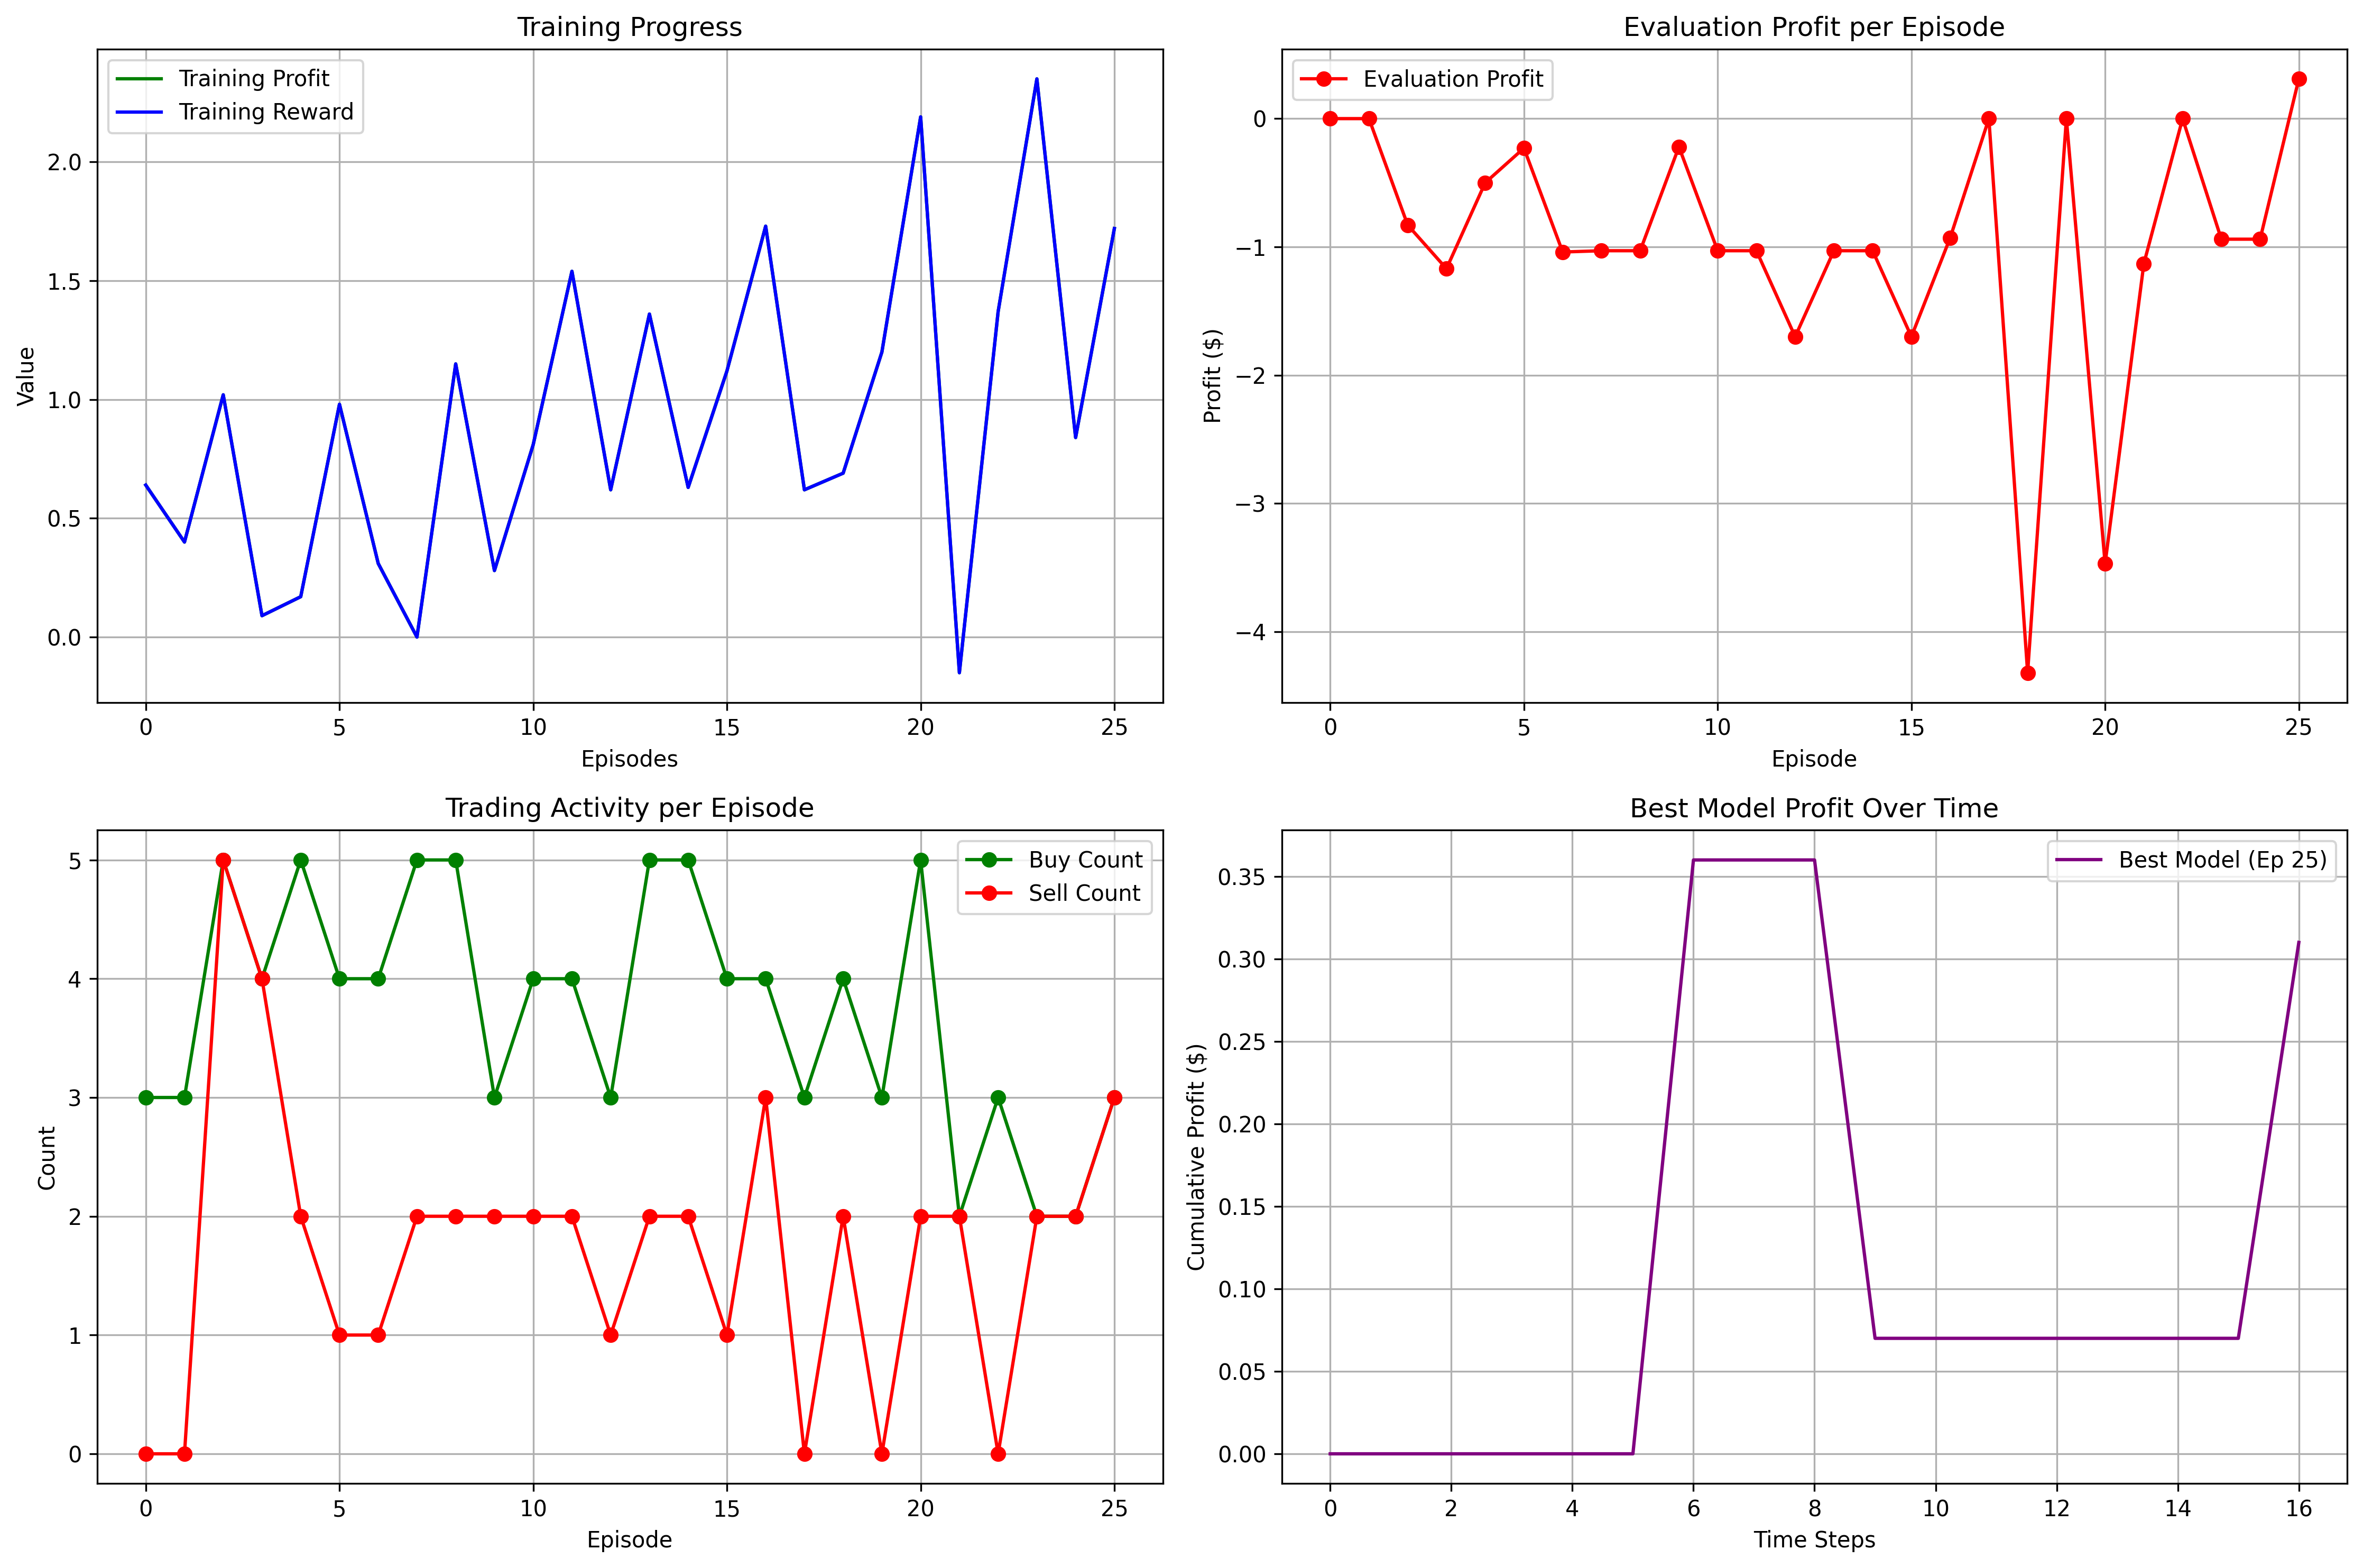 Training Progress
Training Profit
Training Reward
Value
2.0
1.5
1.0
0.5
0.0
0 5 10 15 20 25
Episodes
Evaluation Profit per Episode
Evaluation Profit
Profit ($)
0
−1
−2
−3
−4
0 5 10 15 20 25
Episode
Trading Activity per Episode
Buy Count
Sell Count
Count
5
4
3
2
1
0
0 5 10 15 20 25
Episode
Best Model Profit Over Time
Best Model (Ep 25)
Cumulative Profit ($)
0.35
0.30
0.25
0.20
0.15
0.10
0.05
0.00
0 2 4 6 8 10 12 14 16
Time Steps